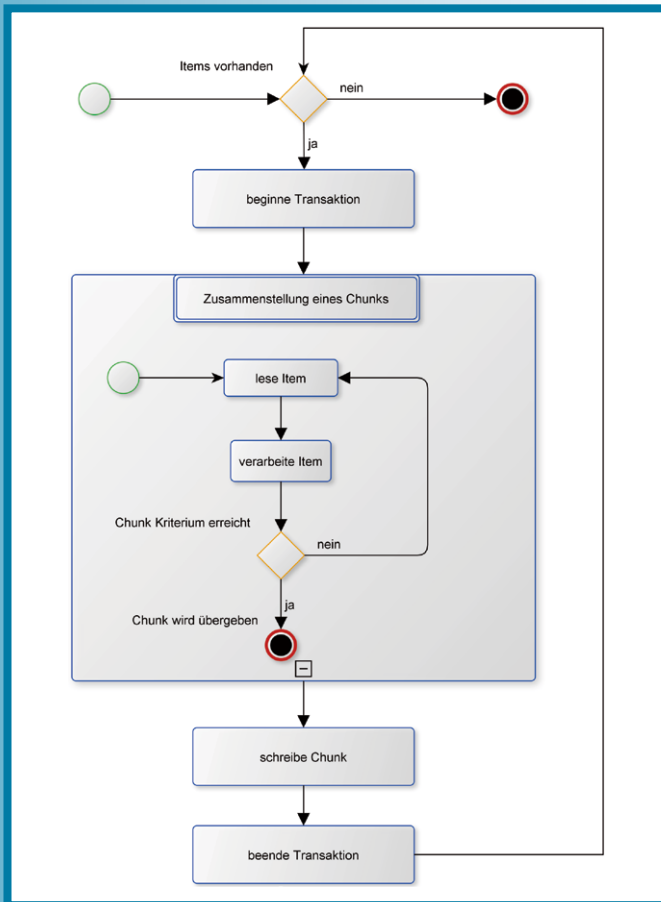 Items vorhanden
nein
ja
beginne Transaktion
Zusammenstellung eines Chunks
lese Item
verarbeite Item
Chunk Kriterium erreicht
nein
ja
Chunk wird übergeben
schreibe Chunk
beende Transaktion